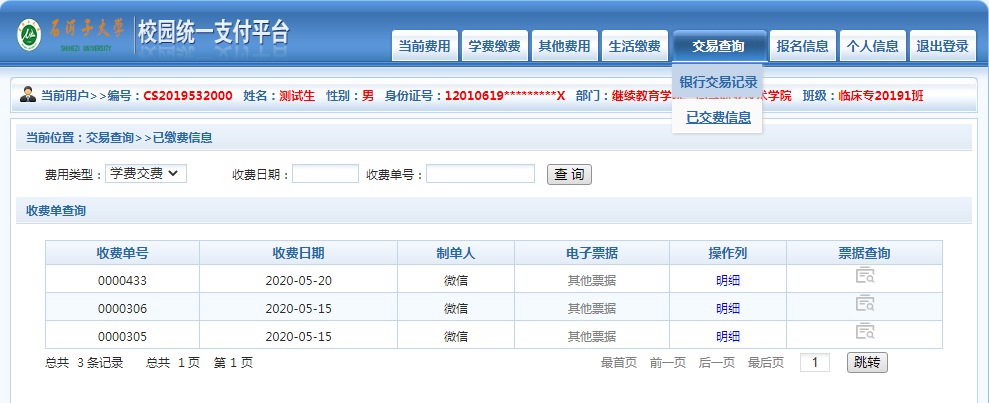 石河子大学
SHIHEZI UNIVERSITY
校园统一支付平台
当前费用 学费缴费 其他费用 生活缴费 交易查询 报名信息 个人信息 退出登录
银行交易记录
已交费信息
当前用户>>编号：CS2019532000 姓名：测试生 性别：男 身份证号：12010619*********X 部门：继续教育学 术学院 班级：临床专20191班
当前位置：交易查询>>已缴费信息
费用类型： 学费交费 收费日期： 收费单号： 查 询
收费单查询
收费单号 收费日期 制单人 电子票据 操作列 票据查询
0000433 2020-05-20 微信 其他票据 明细
0000306 2020-05-15 微信 其他票据 明细
0000305 2020-05-15 微信 其他票据 明细
总共 3 条记录 总共 1 页 第 1 页 最首页 前一页 后一页 最后页 1 跳转